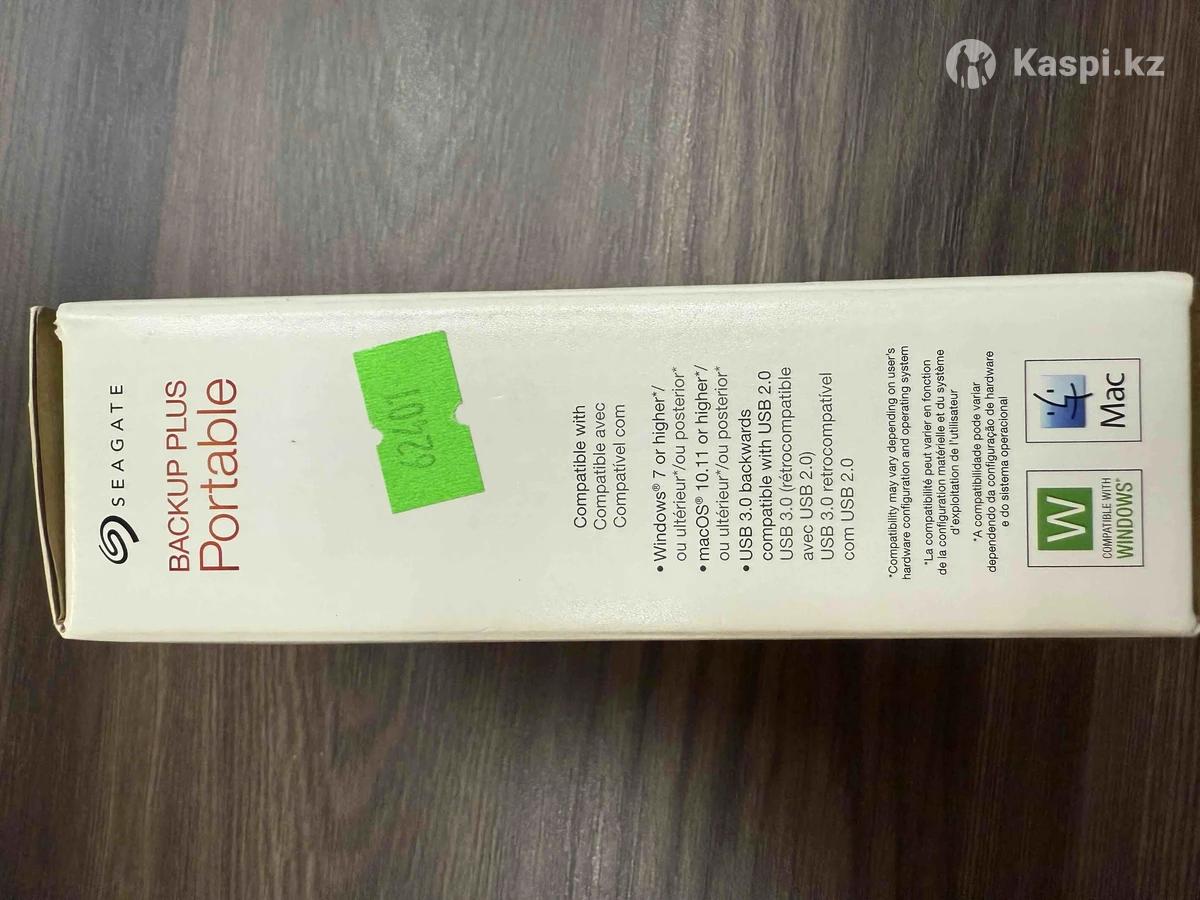 Kaspi.kz
SEAGATE
BACKUP PLUS
Portable
62401
Compatible with
Compatible avec
Compatível com
• Windows® 7 or higher*/
ou ultérieur*/ou posterior*
• macOS® 10.11 or higher*/
ou ultérieur*/ou posterior*
• USB 3.0 backwards
compatible with USB 2.0
USB 3.0 (rétrocompatible
avec USB 2.0)
USB 3.0 retrocompatível
com USB 2.0
*Compatibility may vary depending on user's
hardware configuration and operating system
*La compatibilité peut varier en fonction
de la configuration matérielle et du système
d'exploitation de l'utilisateur
*A compatibilidade pode variar
dependendo da configuração de hardware
e do sistema operacional
W
COMPATIBLE WITH
WINDOWS®
Mac